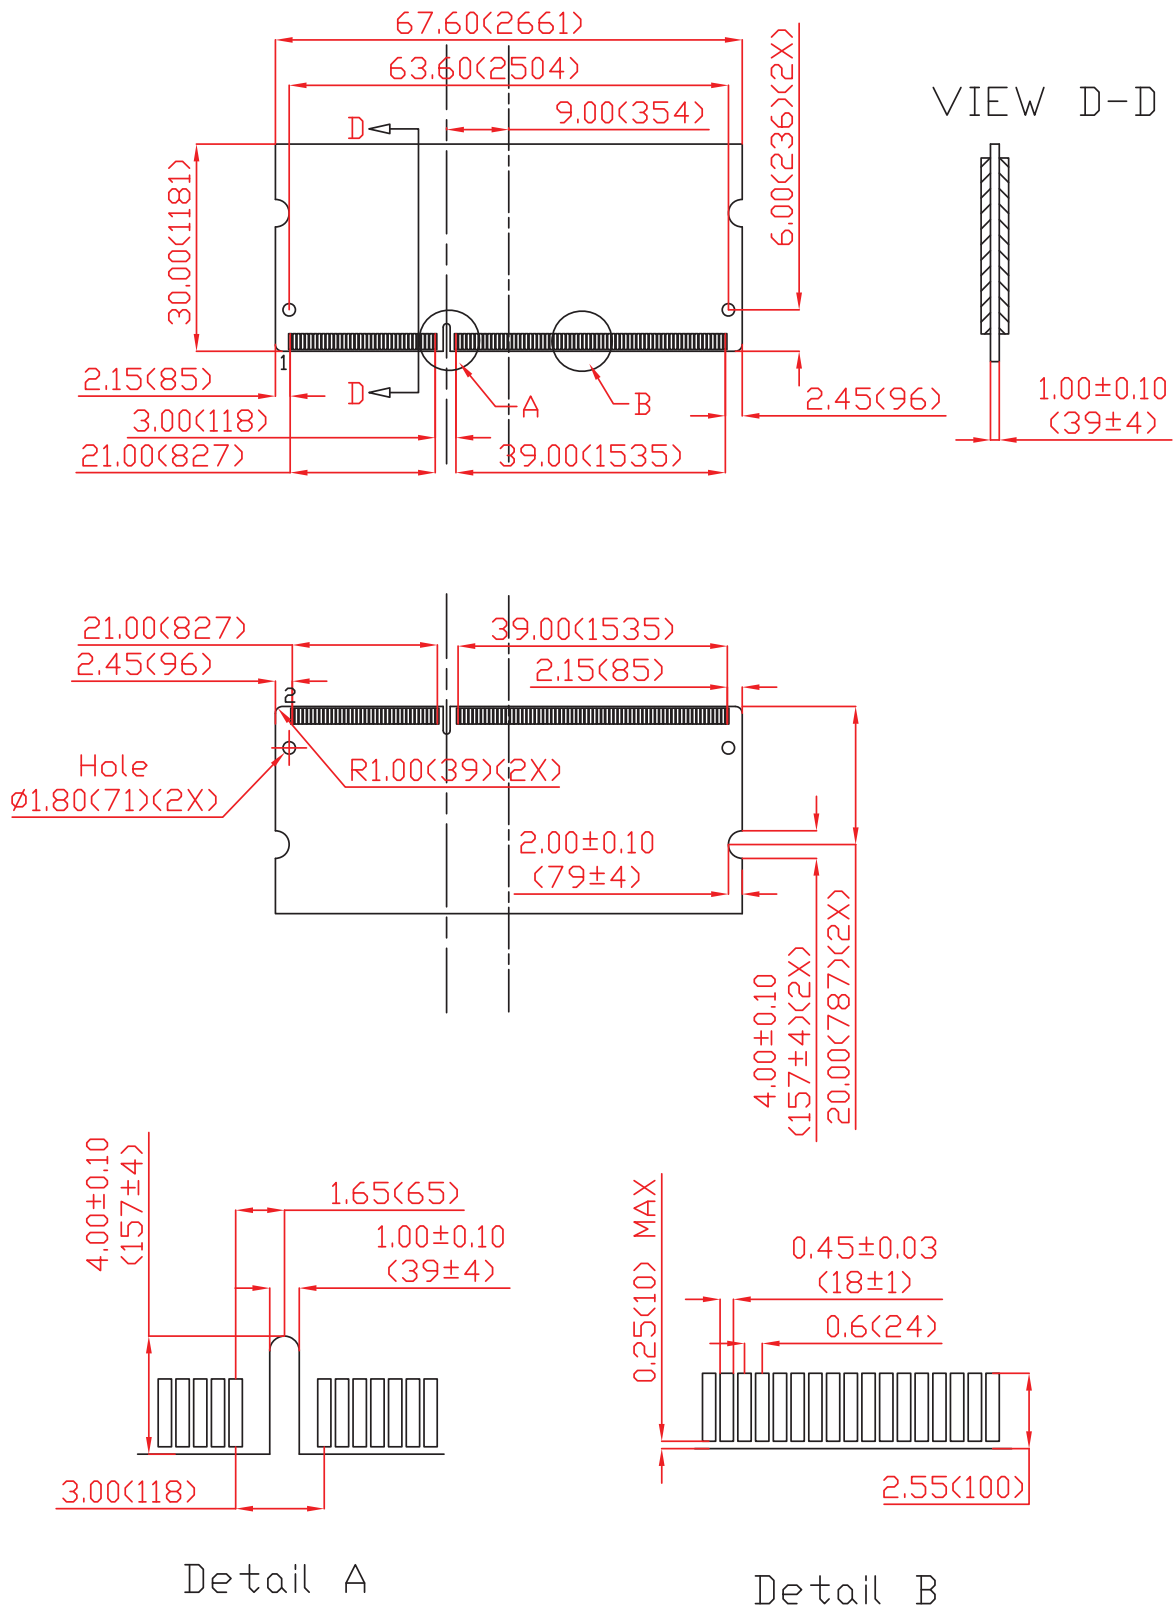 67.60(2661)
63.60(2504)
9.00(354)
6.00(236)(2X)
VIEW D-D
D
30.00(1181)
1
2.15(85)
D
A
B
2.45(96)
1.00±0.10
(39±4)
3.00(118)
21.00(827)
39.00(1535)
21.00(827)
39.00(1535)
2.45(96)
2.15(85)
2
Hole
ø1.80(71)(2X)
R1.00(39)(2X)
2.00±0.10
(79±4)
4.00±0.10
(157±4)(2X)
20.00(787)(2X)
4.00±0.10
(157±4)
1.65(65)
1.00±0.10
(39±4)
3.00(118)
0.25(10) MAX
0.45±0.03
(18±1)
0.6(24)
2.55(100)
Detail A
Detail B